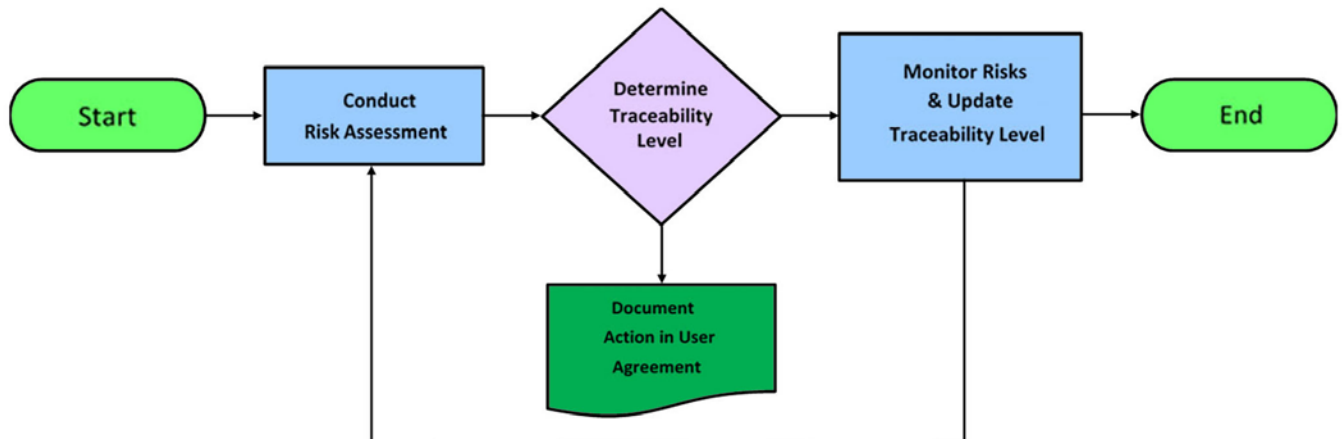 Start
Conduct
Risk Assessment
Determine
Traceability
Level
Monitor Risks
& Update
Traceability Level
End
Document
Action in User
Agreement